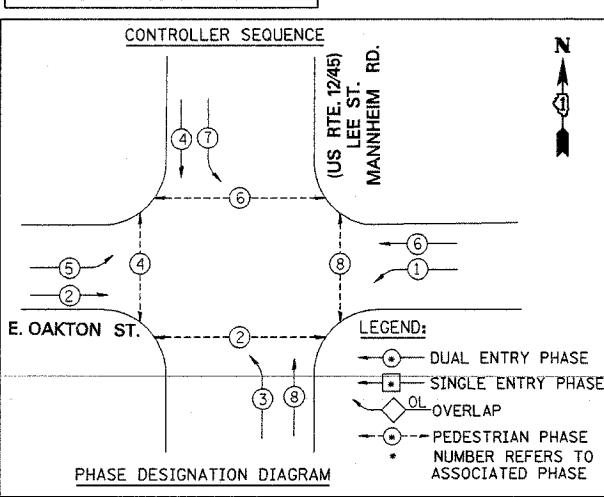 CONTROLLER SEQUENCE
(US RTE. 12/45)
LEE ST.
MANNHEIM RD.
N
1
4 7
6
5
4
8
6
1
2
E. OAKTON ST.
2
3 8
LEGEND:
* DUAL ENTRY PHASE
* SINGLE ENTRY PHASE
OL OVERLAP
* PEDESTRIAN PHASE
* NUMBER REFERS TO
ASSOCIATED PHASE
PHASE DESIGNATION DIAGRAM